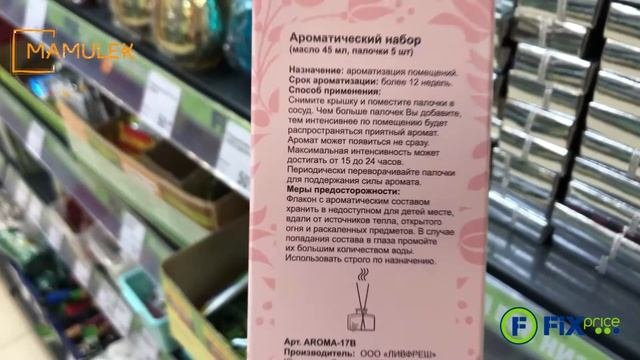 MAMULEX
Ароматический набор
(масло 45 мл, палочки 5 шт)
Назначение: ароматизация помещений.
Срок ароматизации: более 12 недель.
Способ применения:
Снимите крышку и поместите палочки в
сосуд. Чем больше палочек Вы добавите,
тем интенсивнее по помещению будет
распространяться приятный аромат.
Аромат может появиться не сразу.
Максимальная интенсивность может
достигать от 15 до 24 часов.
Периодически переворачивайте палочки
для поддержания силы аромата.
Меры предосторожности:
Флакон с ароматическим составом
хранить в недоступном для детей месте,
вдали от источников тепла, открытого
огня и раскаленных предметов. В случае
попадания состава в глаза промойте
их большим количеством воды.
Использовать строго по назначению.
Арт. AROMA-17B
Производитель: ООО «ЛИВФРЕШ»
F FIX price